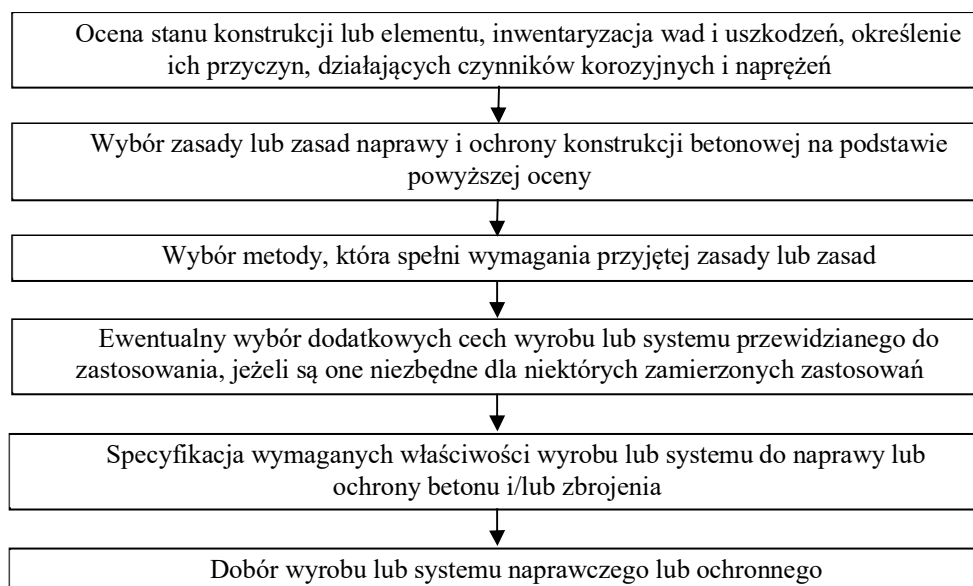 Ocena stanu konstrukcji lub elementu, inwentaryzacja wad i uszkodzeń, określenie
ich przyczyn, działających czynników korozyjnych i naprężeń
Wybór zasady lub zasad naprawy i ochrony konstrukcji betonowej na podstawie
powyższej oceny
Wybór metody, która spełni wymagania przyjętej zasady lub zasad
Ewentualny wybór dodatkowych cech wyrobu lub systemu przewidzianego do
zastosowania, jeżeli są one niezbędne dla niektórych zamierzonych zastosowań
Specyfikacja wymaganych właściwości wyrobu lub systemu do naprawy lub
ochrony betonu i/lub zbrojenia
Dobór wyrobu lub systemu naprawczego lub ochronnego